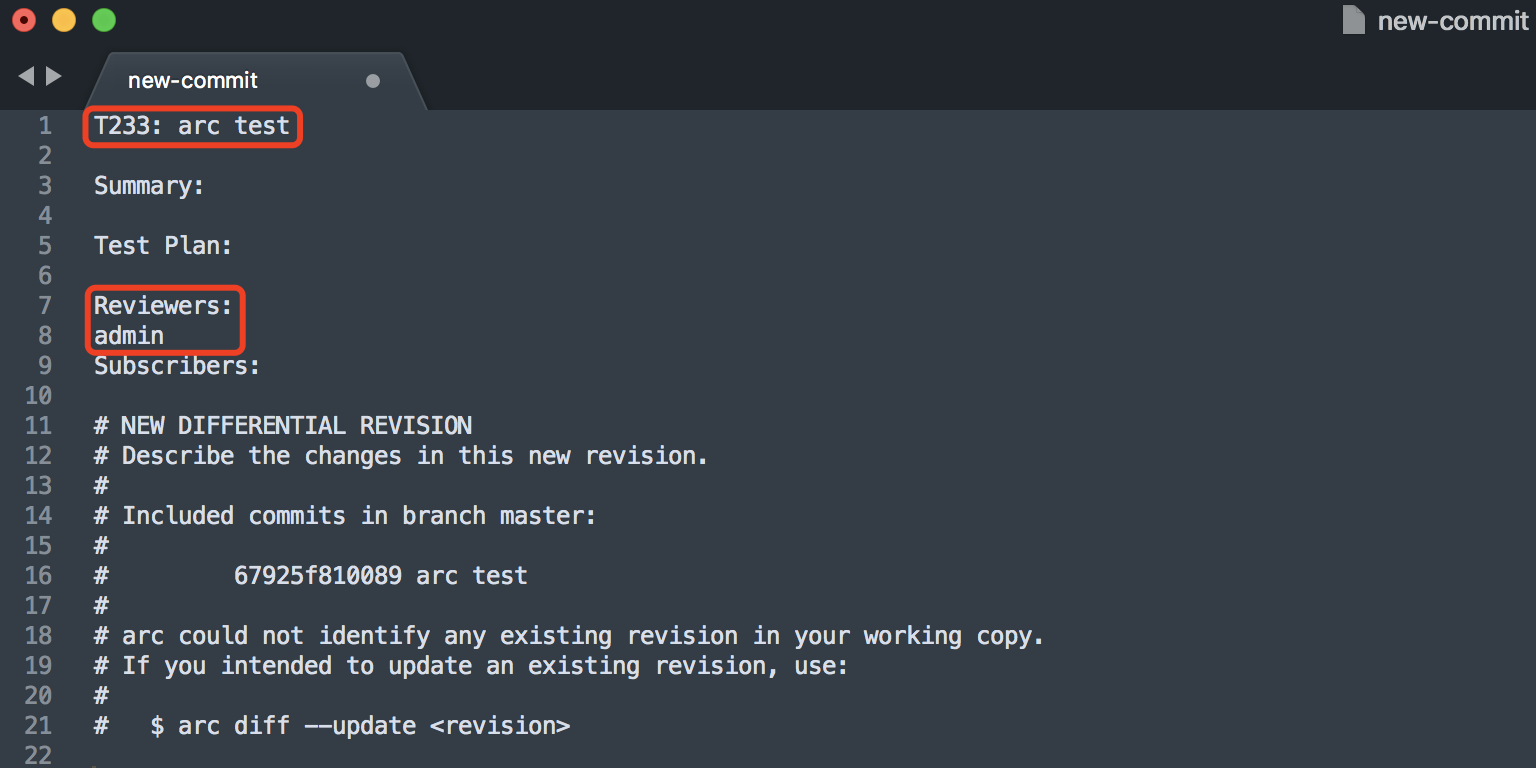 new-commit
new-commit
1 T233: arc test
2
3 Summary:
4
5 Test Plan:
6
7 Reviewers:
8 admin
9 Subscribers:
10
11 # NEW DIFFERENTIAL REVISION
12 # Describe the changes in this new revision.
13 #
14 # Included commits in branch master:
15 #
16 #         67925f810089 arc test
17 #
18 # arc could not identify any existing revision in your working copy.
19 # If you intended to update an existing revision, use:
20 #
21 #   $ arc diff --update <revision>
22